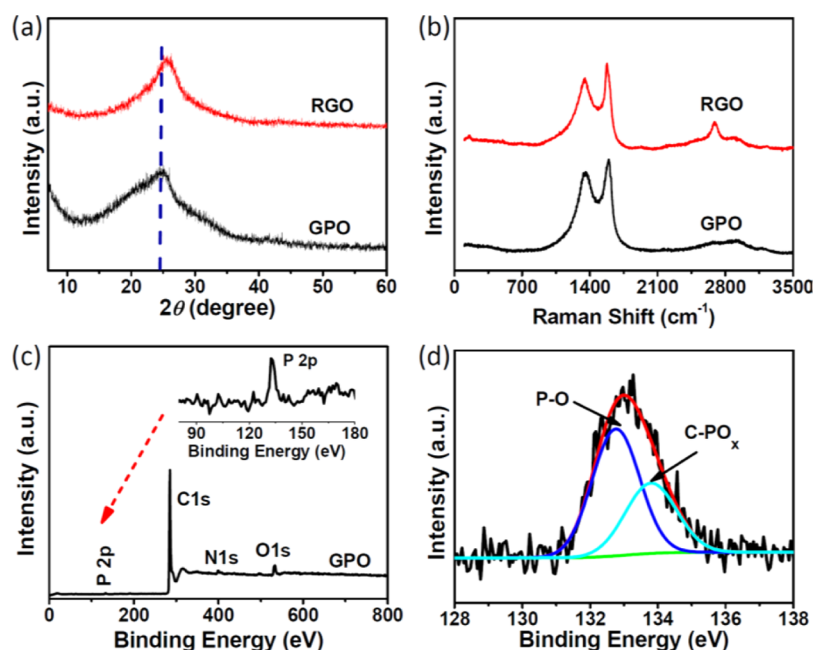 (a)
RGO
GPO
Intensity (a.u.)
10 20 30 40 50 60
2θ (degree)
(b)
RGO
GPO
Intensity (a.u.)
0 700 1400 2100 2800 3500
Raman Shift (cm-1)
(c)
P 2p
90 120 150 180
Binding Energy (eV)
C1s
P 2p
N1s
O1s
GPO
Intensity (a.u.)
0 200 400 600 800
Binding Energy (eV)
(d)
P-O
C-POx
Intensity (a.u.)
128 130 132 134 136 138
Binding Energy (eV)